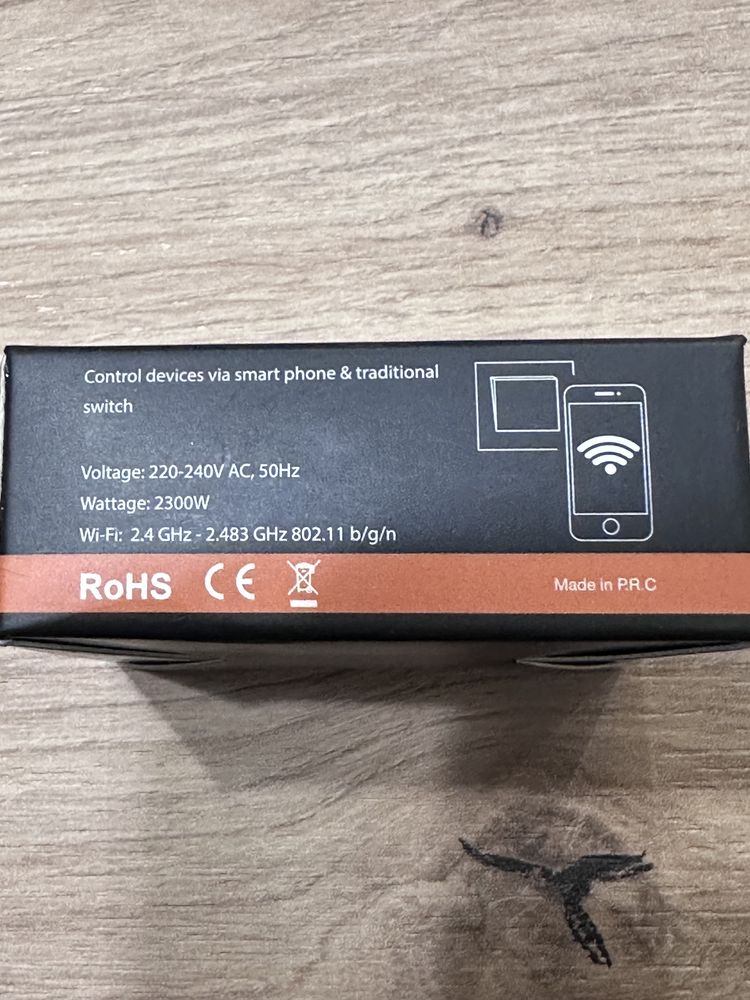 Control devices via smart phone & traditional
switch
Voltage: 220-240V AC, 50Hz
Wattage: 2300W
Wi-Fi: 2.4 GHz - 2.483 GHz 802.11 b/g/n
RoHS CE Made in P.R.C